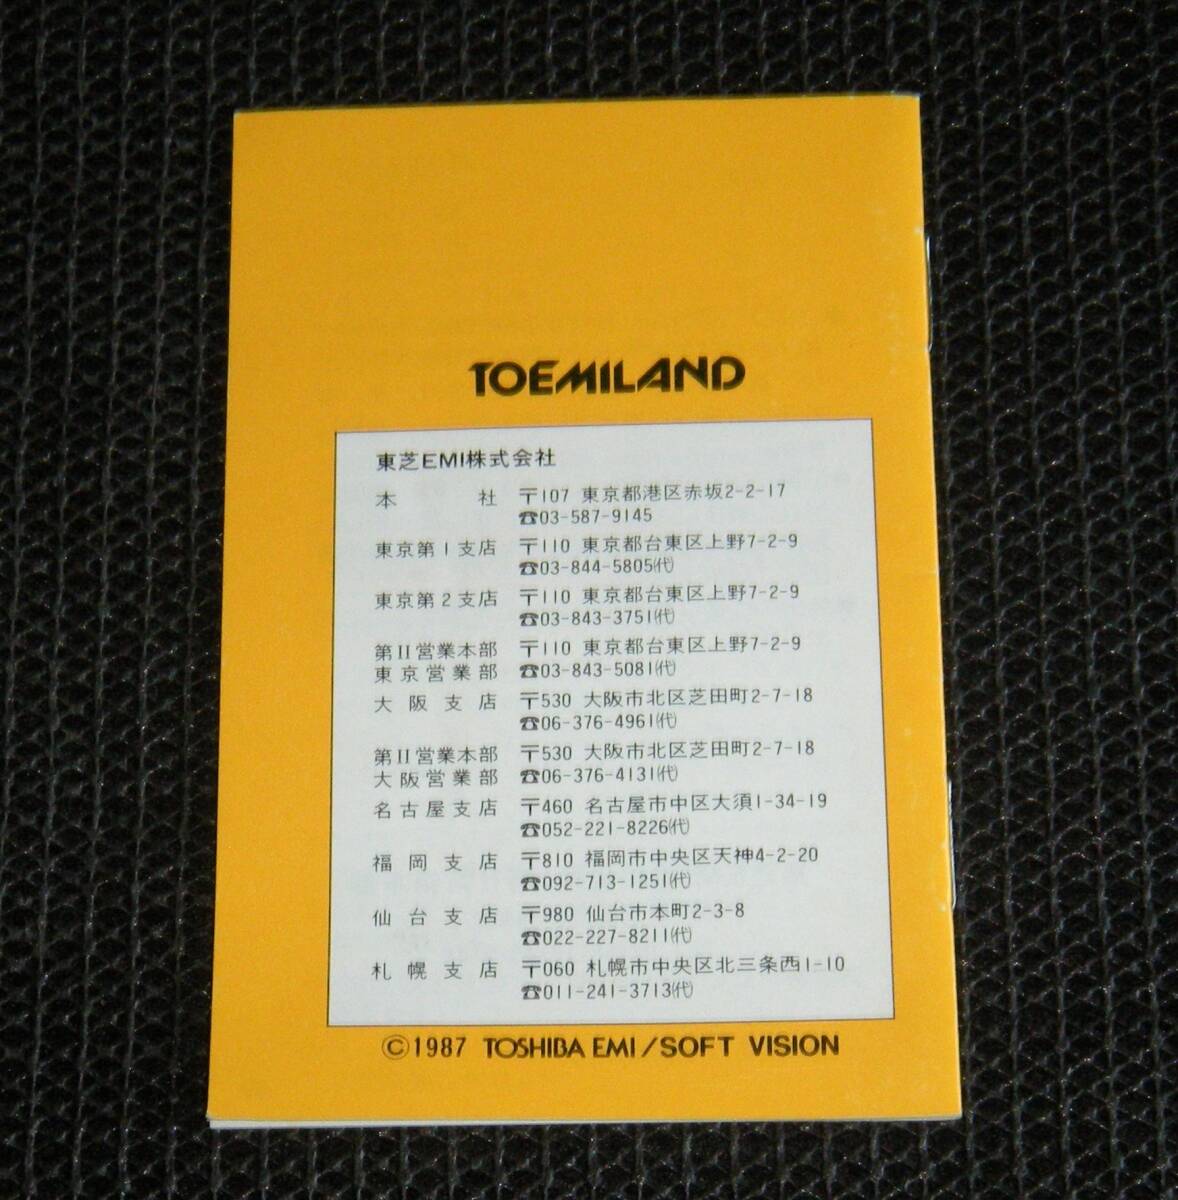 TOEMILAND
東芝EMI株式会社
本社 〒107 東京都港区赤坂2-2-17
☎03-587-9145
東京第1支店 〒110 東京都台東区上野7-2-9
☎03-844-5805㈹
東京第2支店 〒110 東京都台東区上野7-2-9
☎03-843-3751㈹
第II営業本部 〒110 東京都台東区上野7-2-9
東京営業部 ☎03-843-5081㈹
大阪支店 〒530 大阪市北区芝田町2-7-18
☎06-376-4961㈹
第II営業本部 〒530 大阪市北区芝田町2-7-18
大阪営業部 ☎06-376-4131㈹
名古屋支店 〒460 名古屋市中区大須1-34-19
☎052-221-8226㈹
福岡支店 〒810 福岡市中央区天神4-2-20
☎092-713-1251㈹
仙台支店 〒980 仙台市本町2-3-8
☎022-227-8211㈹
札幌支店 〒060 札幌市中央区北三条西1-10
☎011-241-3713㈹
©1987 TOSHIBA EMI/SOFT VISION